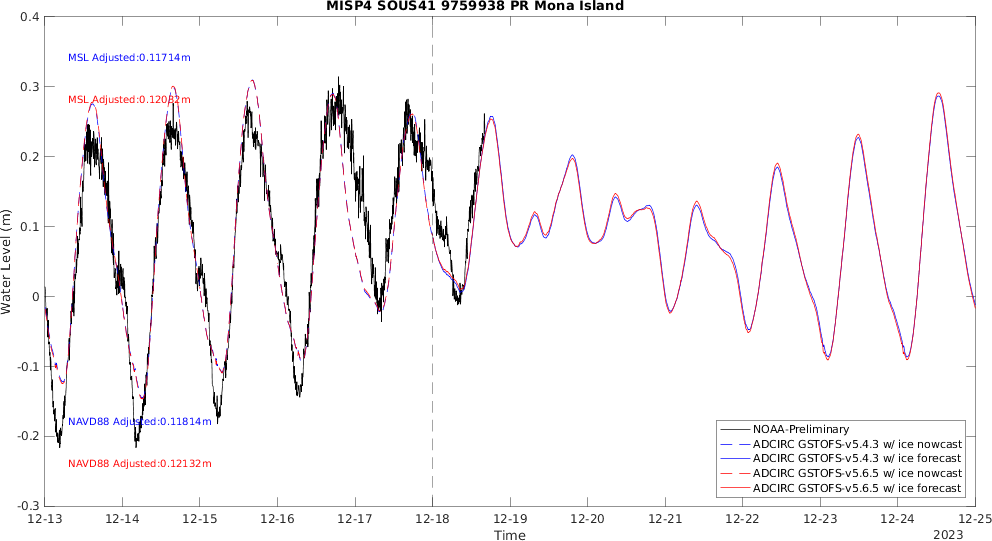 MISP4 SOUS41 9759938 PR Mona Island
0.4
0.3
0.2
0.1
0
-0.1
-0.2
-0.3
Water Level (m)
MSL Adjusted:0.11714m
MSL Adjusted:0.12032m
NAVD88 Adjusted:0.11814m
NAVD88 Adjusted:0.12132m
NOAA-Preliminary
ADCIRC GSTOFS-v5.4.3 w/ ice nowcast
ADCIRC GSTOFS-v5.4.3 w/ ice forecast
ADCIRC GSTOFS-v5.6.5 w/ ice nowcast
ADCIRC GSTOFS-v5.6.5 w/ ice forecast
12-13 12-14 12-15 12-16 12-17 12-18 12-19 12-20 12-21 12-22 12-23 12-24 12-25
Time
2023